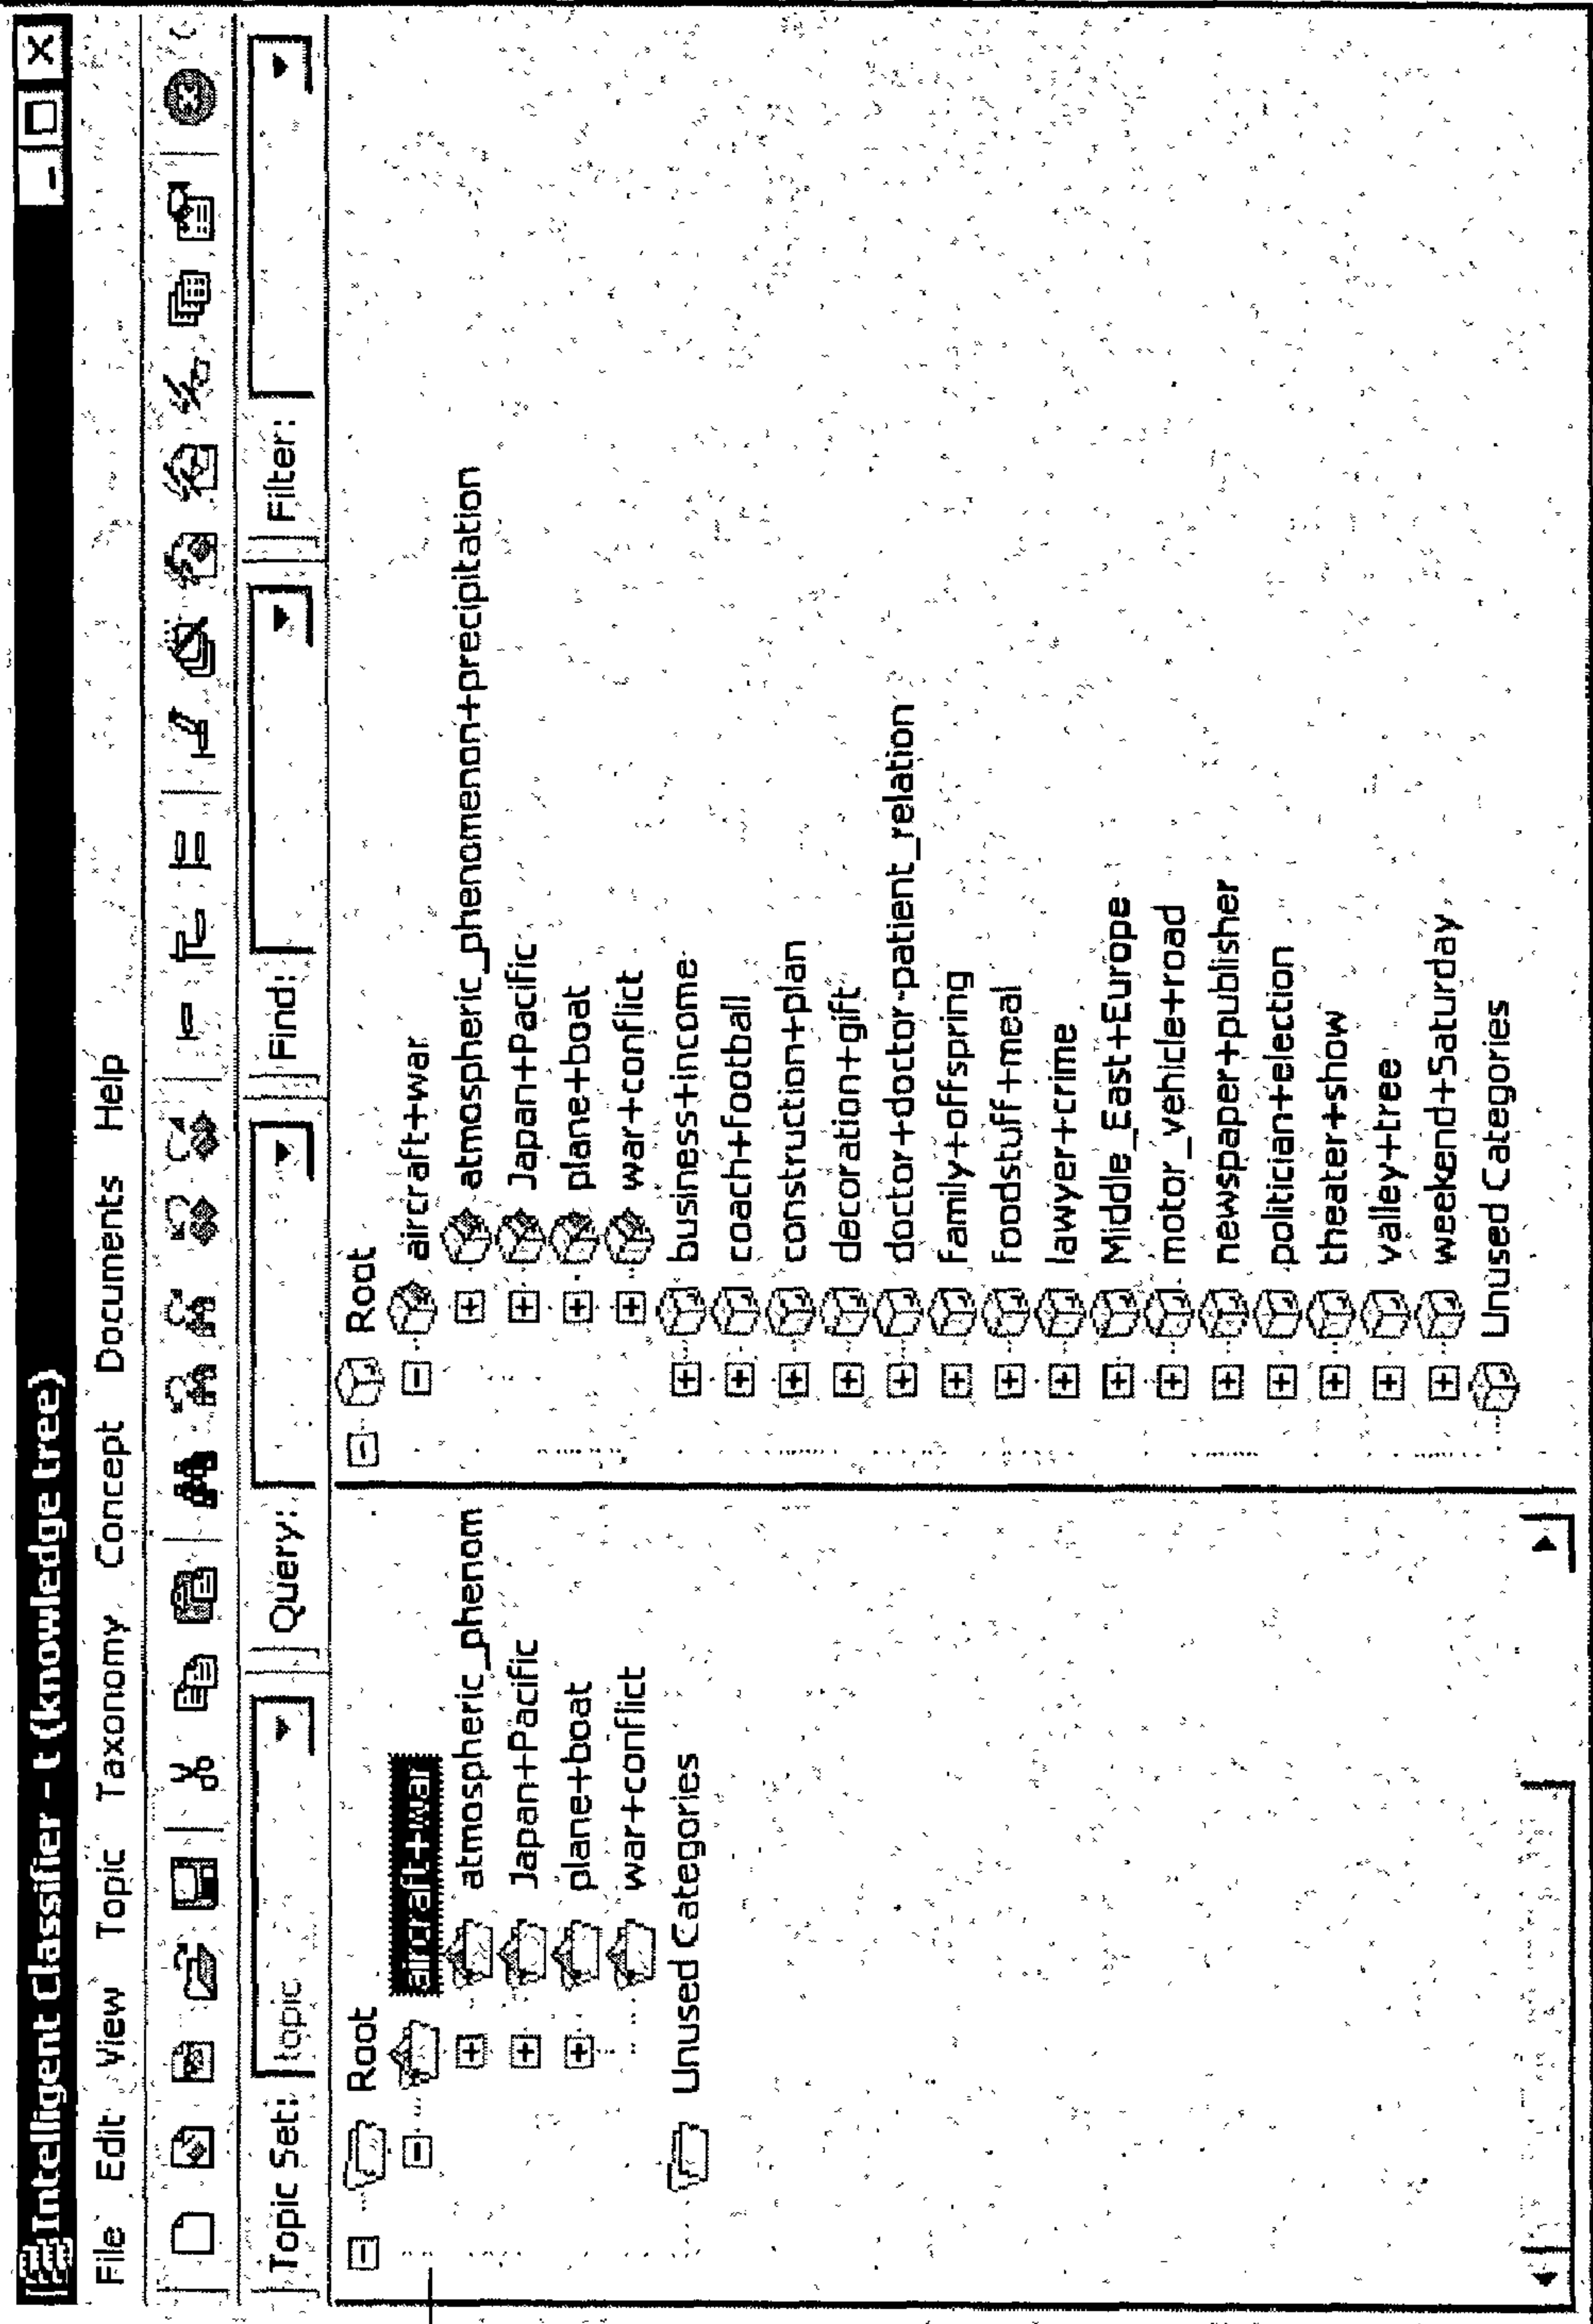 Intelligent Classifier - t (knowledge tree)
File Edit View Topic Taxonomy Concept Documents Help
Topic Set: topic Query: Find: Filter:
Root
aircraft+war
atmospheric_phenom
Japan+Pacific
plane+boat
war+conflict
Unused Categories
Root
aircraft+war
atmospheric_phenomenon+precipitation
Japan+Pacific
plane+boat
war+conflict
business+income
coach+football
construction+plan
decoration+gift
doctor+doctor-patient_relation
family+offspring
foodstuff+meal
lawyer+crime
Middle_East+Europe
motor_vehicle+road
newspaper+publisher
politician+election
theater+show
valley+tree
weekend+Saturday
Unused Categories